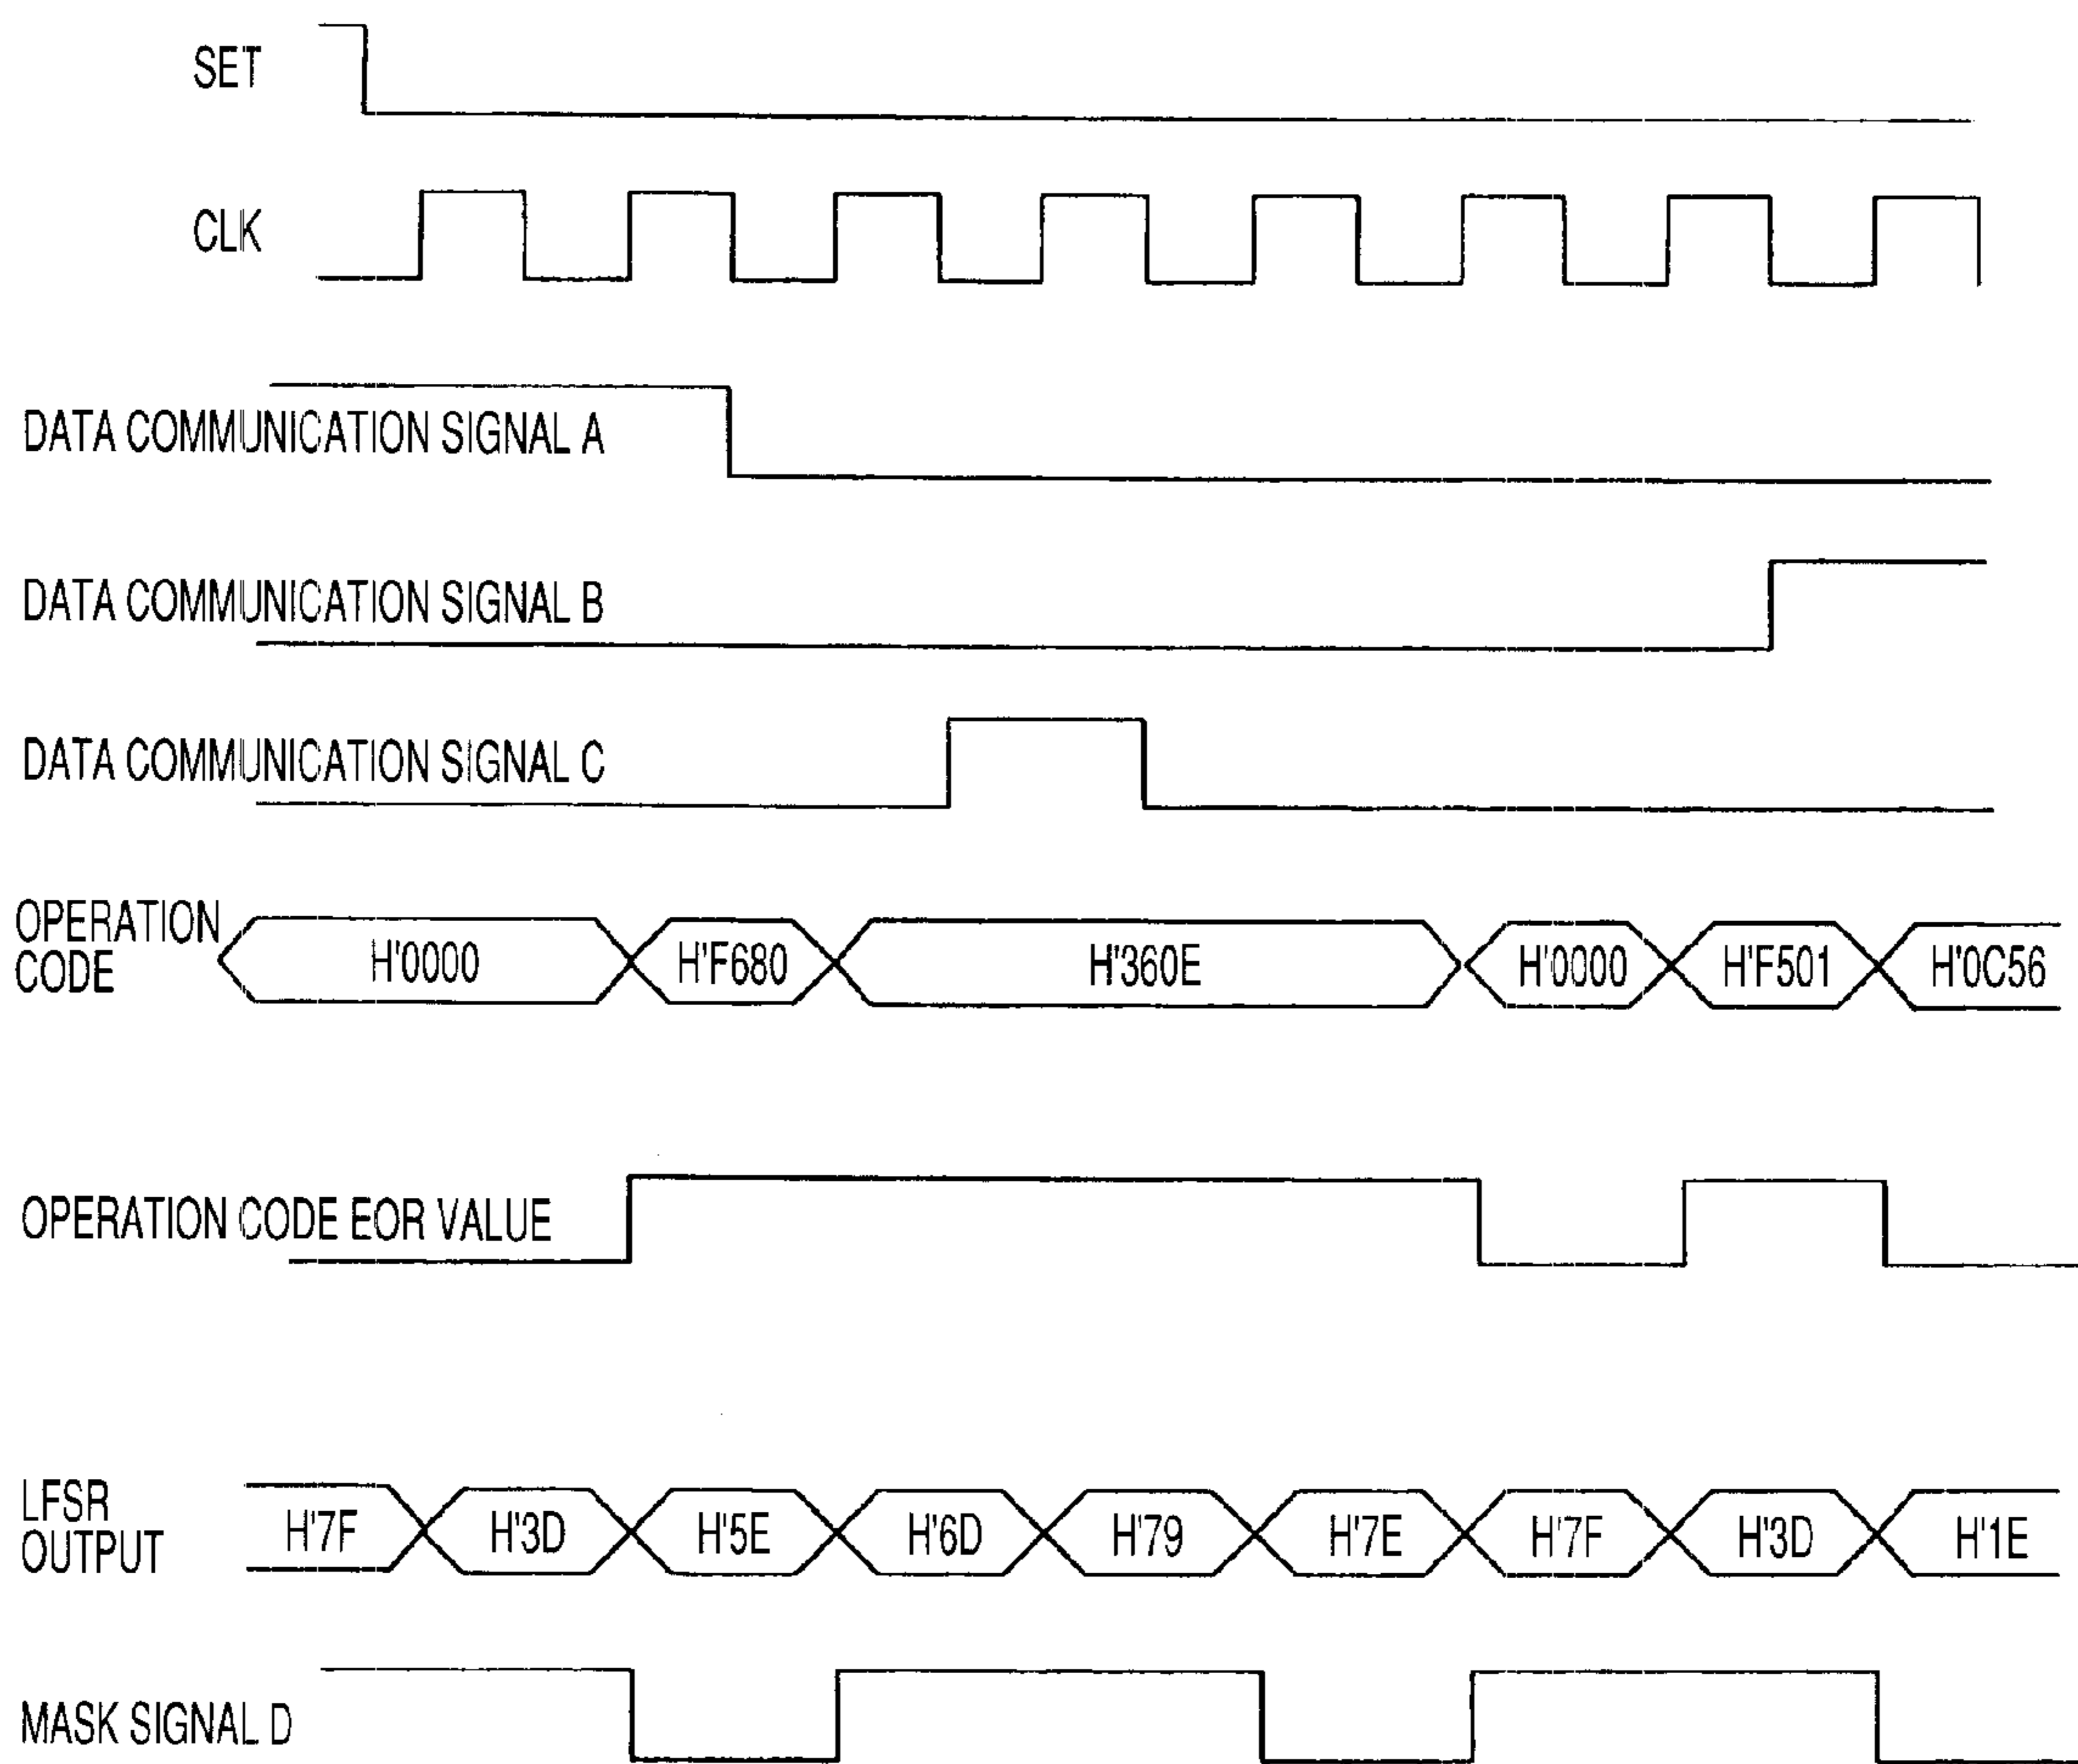 SET
CLK
DATA COMMUNICATION SIGNAL A
DATA COMMUNICATION SIGNAL B
DATA COMMUNICATION SIGNAL C
OPERATION
CODE
H'0000 H'F680 H'360E H'0000 H'F501 H'0C56
OPERATION CODE EOR VALUE
LFSR
OUTPUT
H'7F H'3D H'5E H'6D H'79 H'7E H'7F H'3D H'1E
MASK SIGNAL D